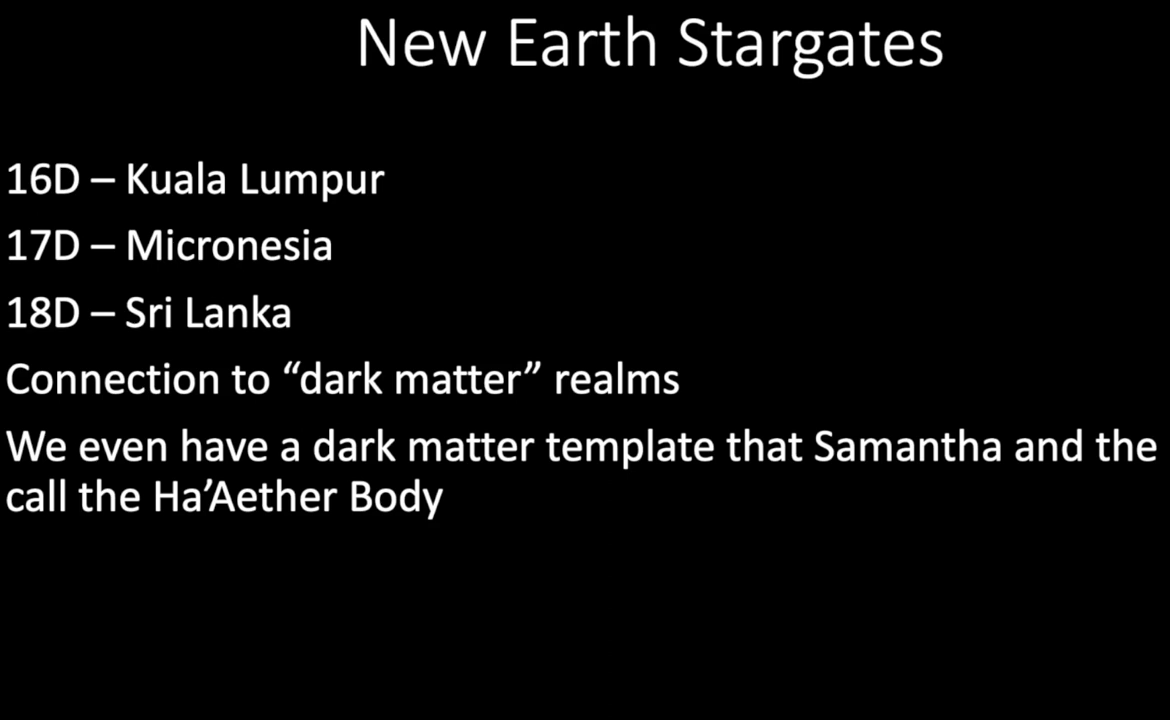 New Earth Stargates
16D – Kuala Lumpur
17D – Micronesia
18D – Sri Lanka
Connection to “dark matter” realms
We even have a dark matter template that Samantha and the
call the Ha’Aether Body